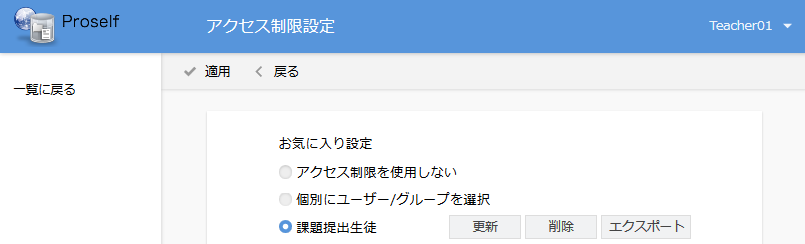 Proself アクセス制限設定 Teacher01
適用 戻る
一覧に戻る
お気に入り設定
アクセス制限を使用しない
個別にユーザー/グループを選択
課題提出生徒 更新 削除 エクスポート